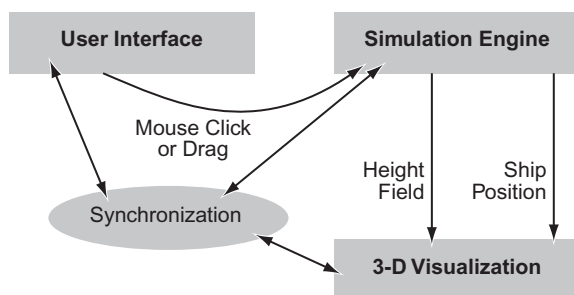 User Interface
Simulation Engine
Mouse Click
or Drag
Height
Field
Ship
Position
Synchronization
3-D Visualization